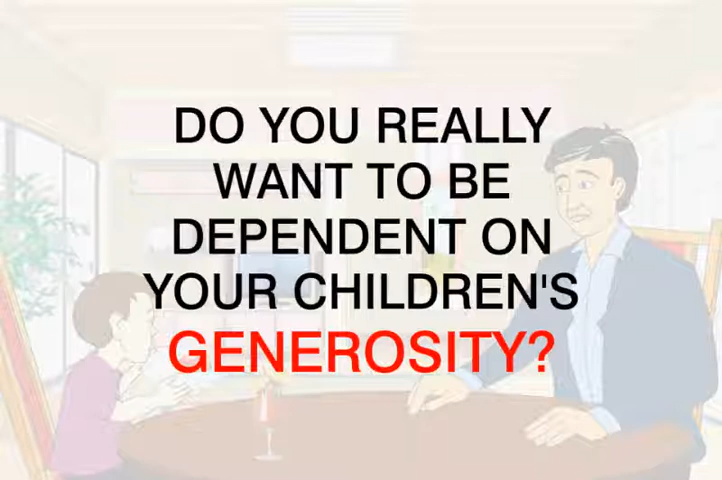 DO YOU REALLY
WANT TO BE
DEPENDENT ON
YOUR CHILDREN'S
GENEROSITY?